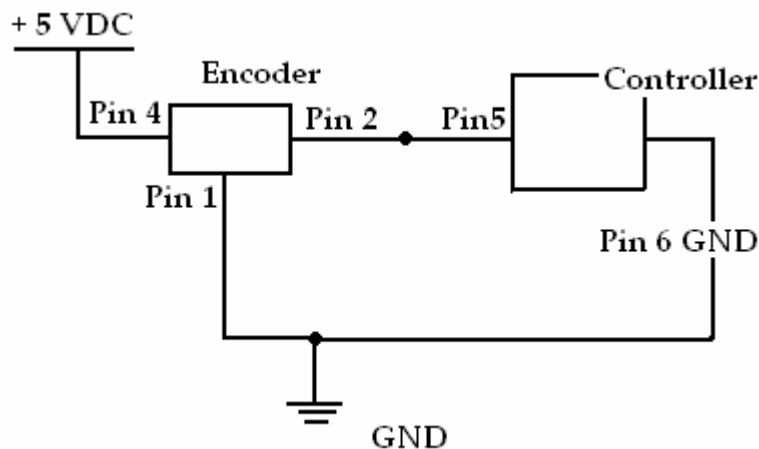 + 5 VDC
Encoder
Controller
Pin 4
Pin 2
Pin5
Pin 1
Pin 6 GND
GND